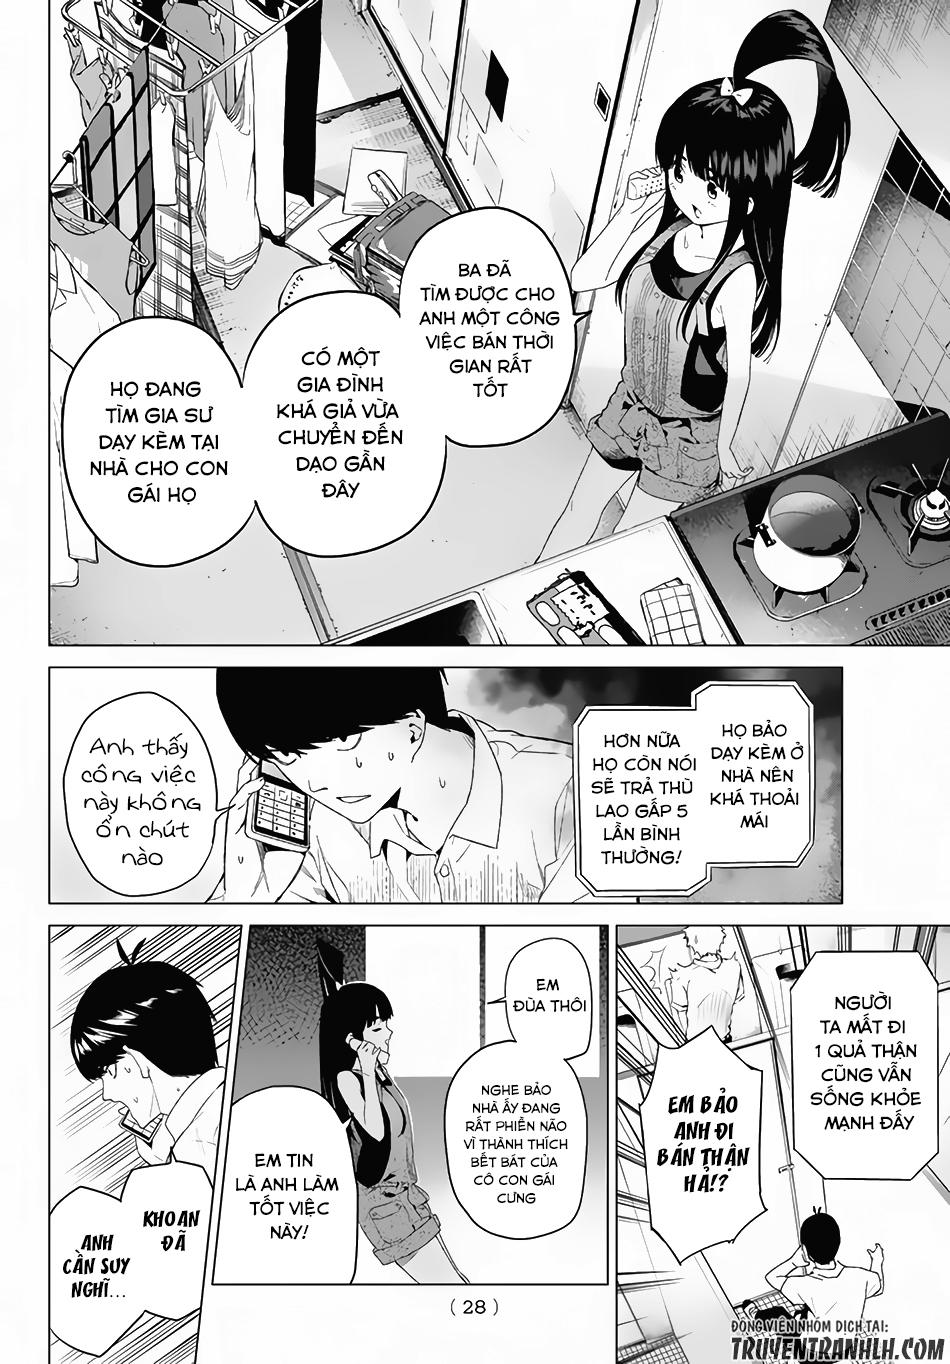 BA ĐÃ
TÌM ĐƯỢC CHO
ANH MỘT CÔNG
VIỆC BÁN THỜI
GIAN RẤT
TỐT
CÓ MỘT
GIA ĐÌNH
KHÁ GIẢ VỪA
CHUYỂN ĐẾN
DẠO GẦN
ĐÂY
HỌ ĐANG
TÌM GIA SƯ
DẠY KÈM TẠI
NHÀ CHO CON
GÁI HỌ
HỌ BẢO
DẠY KÈM Ở
NHÀ NÊN
KHÁ THOẢI
MÁI
HƠN NỮA
HỌ CÒN NÓI
SẼ TRẢ THÙ
LAO GẤP 5
LẦN BÌNH
THƯỜNG!
Anh thấy
công việc
này không
ổn chút
nào
NGƯỜI
TA MẤT ĐI
1 QUẢ THẬN
CŨNG VẪN
SỐNG KHỎE
MẠNH ĐẤY
EM BẢO
ANH ĐI
BÁN THẬN
HẢ!?
EM
ĐÙA THÔI
NGHE BẢO
NHÀ ẤY ĐANG
RẤT PHIỀN NÃO
VÌ THÀNH THÍCH
BẾT BÁT CỦA
CÔ CON GÁI
CƯNG
EM TIN
LÀ ANH LÀM
TỐT VIỆC
NÀY!
KHOAN
ĐÃ
ANH
CẦN SUY
NGHĨ...
( 28 )
ĐỘNG VIÊN NHÓM DỊCH TẠI:
TRUYENTRANHLH.COM